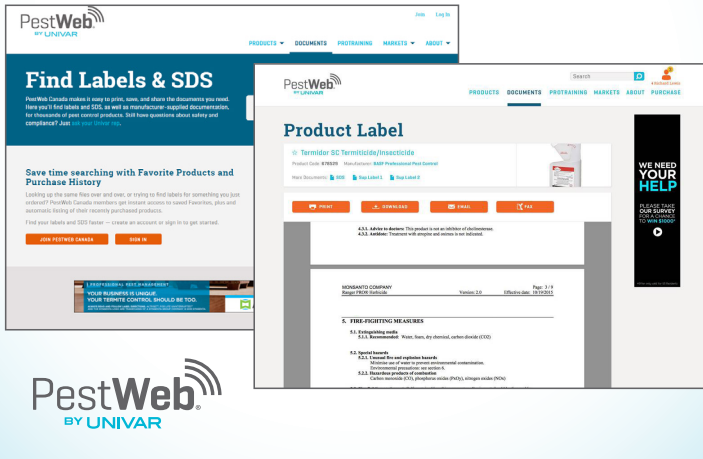 PestWeb
BY UNIVAR
Join Log In
PRODUCTS DOCUMENTS PROTRAINING MARKETS ABOUT
Find Labels & SDS
PestWeb Canada makes it easy to print, save, and share the documents you need.
Here you'll find labels and SDS, as well as manufacturer-supplied documentation,
for thousands of pest control products. Still have questions about safety and
compliance? Just ask your Univar rep.
Save time searching with Favorite Products and
Purchase History
Looking up the same files over and over, or trying to find labels for something you just
ordered? PestWeb Canada members get instant access to saved Favorites, plus and
automatic listing of their recently purchased products.
Find your labels and SDS faster — create an account or sign in to get started.
JOIN PESTWEB CANADA SIGN IN
PROFESSIONAL PEST MANAGEMENT
YOUR BUSINESS IS UNIQUE.
YOUR TERMITE CONTROL SHOULD BE TOO.
PestWeb
BY UNIVAR
Search
PRODUCTS DOCUMENTS PROTRAINING MARKETS ABOUT PURCHASE
Product Label
Termidor SC Termiticide/Insecticide
Product Code: 878525 Manufacturer: BASF Professional Pest Control
More Documents: SDS Sup Label 1 Sup Label 2
PRINT DOWNLOAD EMAIL FAX
4.3.1. Advice to doctors: This product is not an inhibitor of cholinesterase.
4.3.2. Antidote: Treatment with atropine and oximes is not indicated.
MONSANTO COMPANY Page: 3 / 9
Ranger PRO® Herbicide Version: 2.0 Effective date: 10/19/2015
5. FIRE-FIGHTING MEASURES
5.1. Extinguishing media
5.1.1. Recommended: Water, foam, dry chemical, carbon dioxide (CO2)
5.2. Special hazards
5.2.1. Unusual fire and explosion hazards
Minimise use of water to prevent environmental contamination.
Environmental precautions: see section 6.
5.2.2. Hazardous products of combustion
Carbon monoxide (CO), phosphorus oxides (PxOy), nitrogen oxides (NOx)
WE NEED
YOUR
HELP
PLEASE TAKE
OUR SURVEY
FOR A CHANCE
TO WIN $1000*
PestWeb®
BY UNIVAR